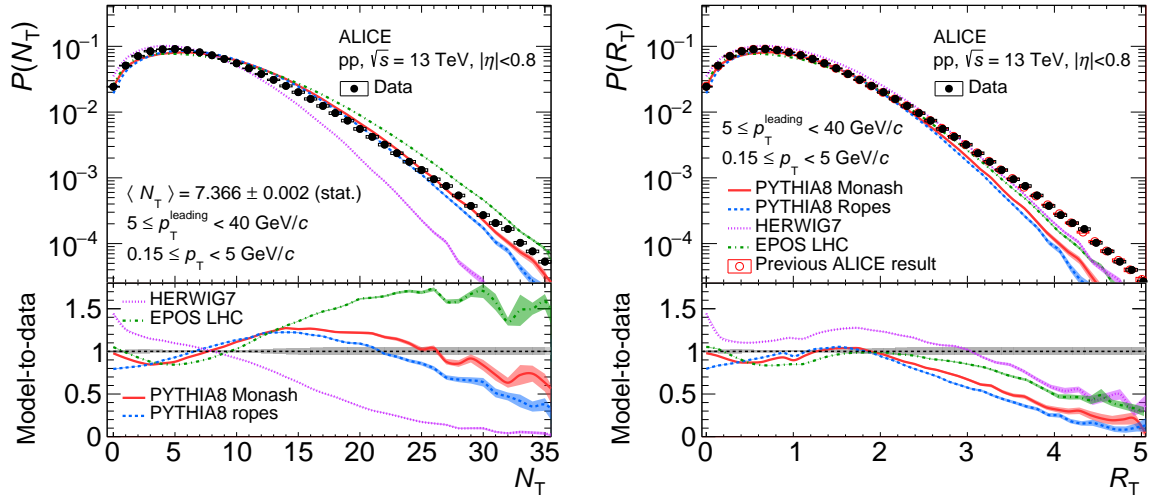 P(N_T)
10⁻¹
10⁻²
10⁻³
10⁻⁴
ALICE
pp, √s = 13 TeV, |η|<0.8
Data
⟨ N_T ⟩ = 7.366 ± 0.002 (stat.)
5 ≤ p_T^leading < 40 GeV/c
0.15 ≤ p_T < 5 GeV/c
Model-to-data
1.5
1
0.5
0
HERWIG7
EPOS LHC
PYTHIA8 Monash
PYTHIA8 ropes
0 5 10 15 20 25 30 35
N_T
P(R_T)
10⁻¹
10⁻²
10⁻³
10⁻⁴
ALICE
pp, √s = 13 TeV, |η|<0.8
Data
5 ≤ p_T^leading < 40 GeV/c
0.15 ≤ p_T < 5 GeV/c
PYTHIA8 Monash
PYTHIA8 Ropes
HERWIG7
EPOS LHC
Previous ALICE result
Model-to-data
1.5
1
0.5
0
0 1 2 3 4 5
R_T